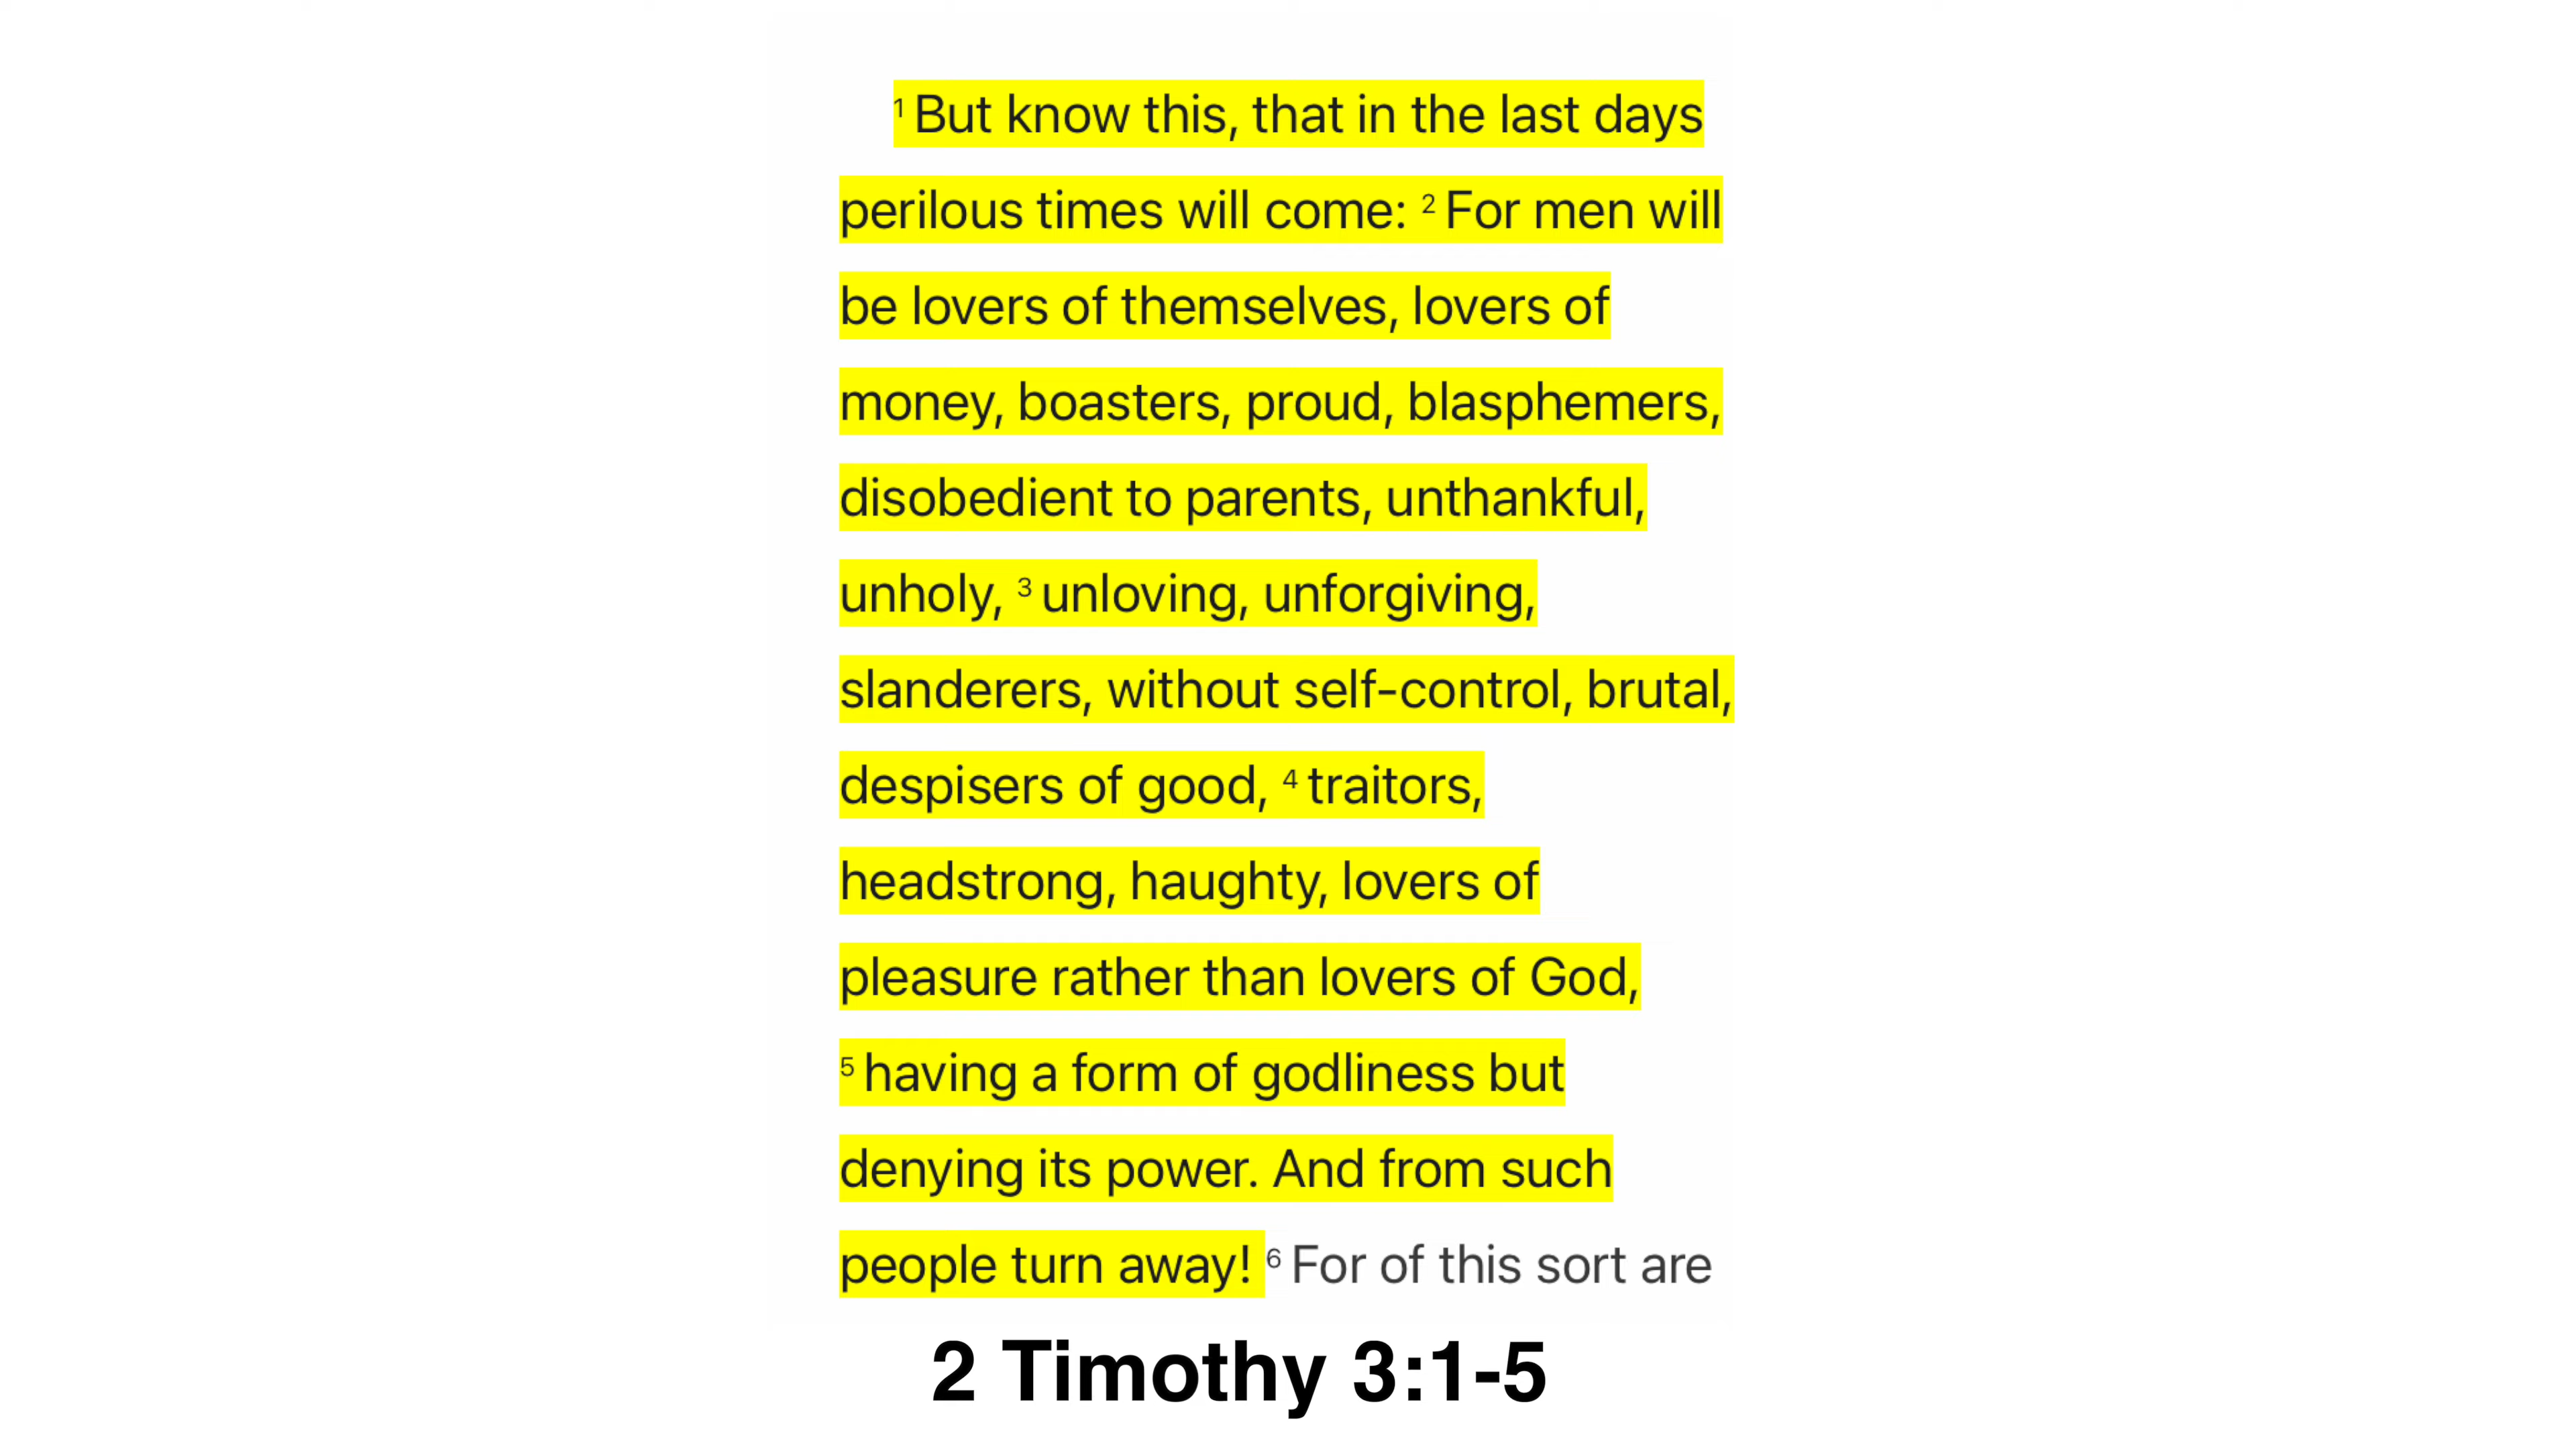 1 But know this, that in the last days
perilous times will come: 2 For men will
be lovers of themselves, lovers of
money, boasters, proud, blasphemers,
disobedient to parents, unthankful,
unholy, 3 unloving, unforgiving,
slanderers, without self-control, brutal,
despisers of good, 4 traitors,
headstrong, haughty, lovers of
pleasure rather than lovers of God,
5 having a form of godliness but
denying its power. And from such
people turn away! 6 For of this sort are
2 Timothy 3:1-5